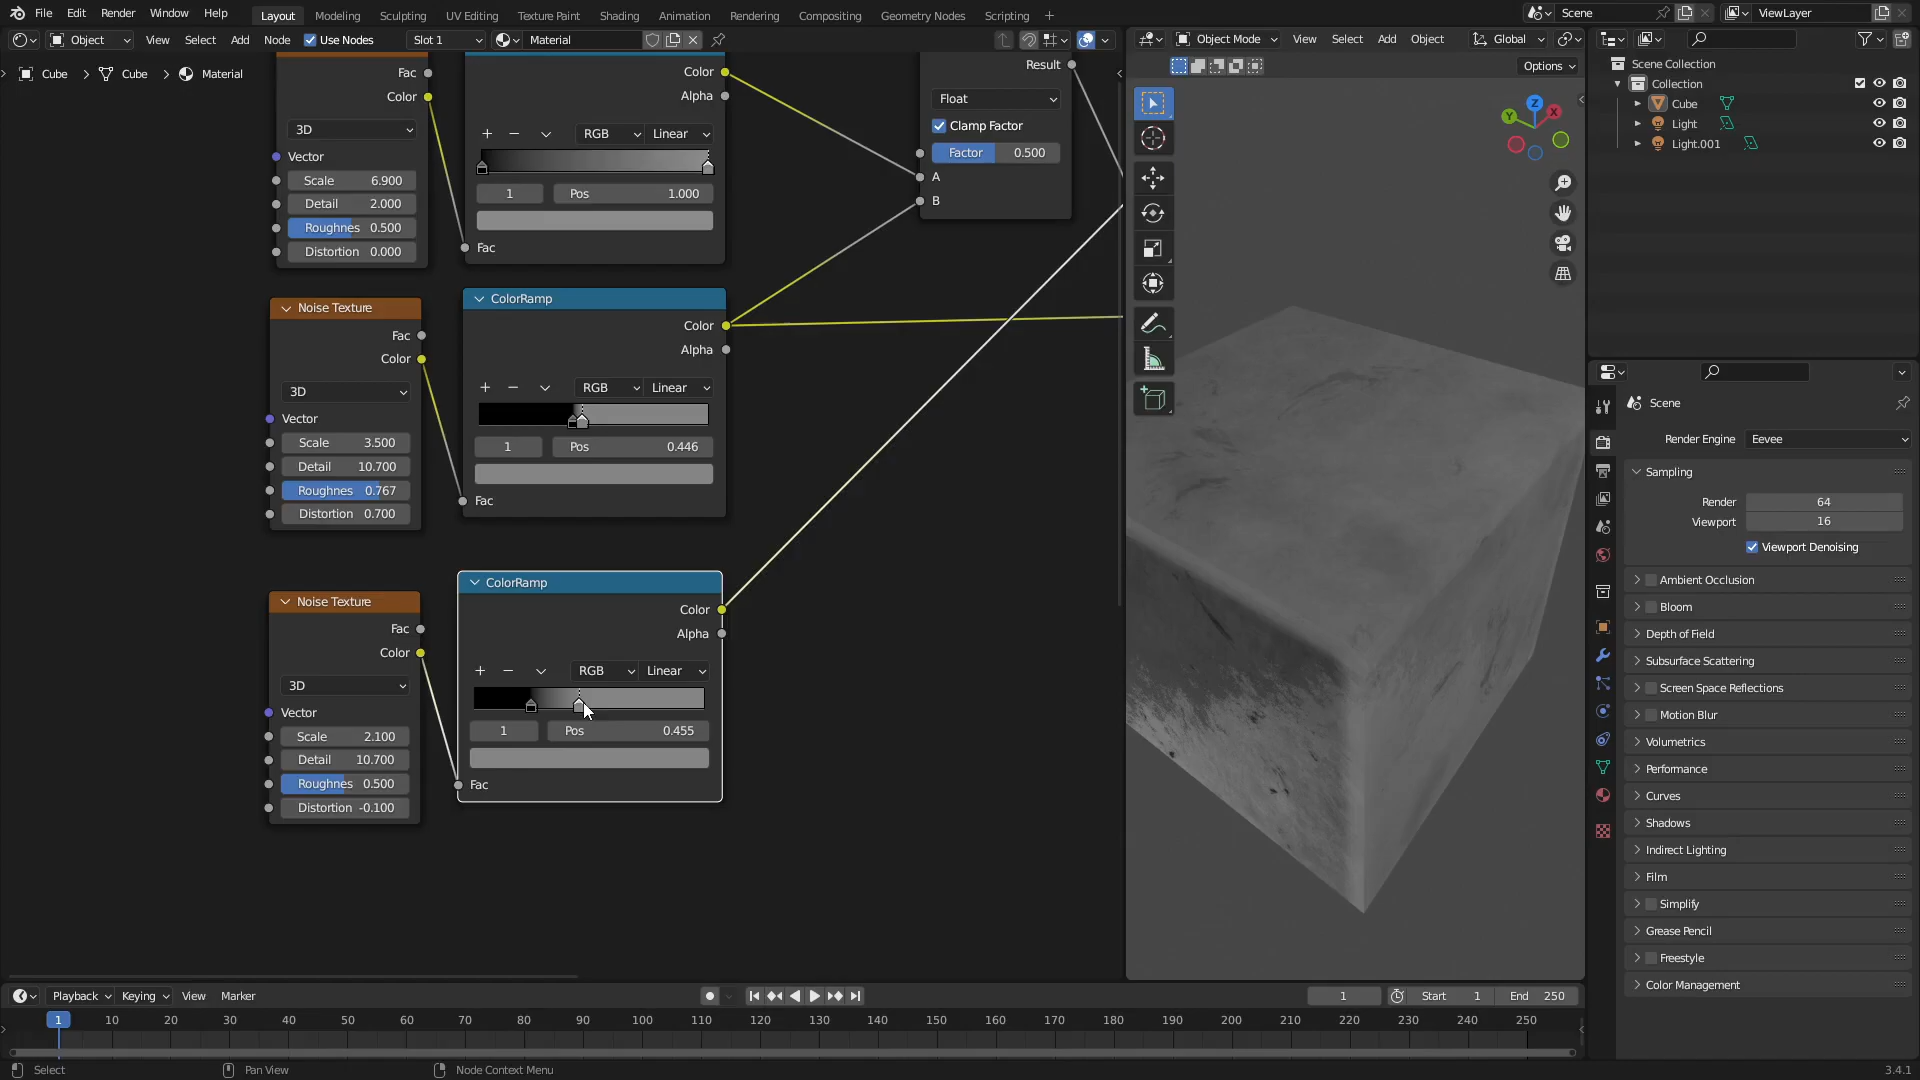 File Edit Render Window Help Layout Modeling Sculpting UV Editing Texture Paint Shading Animation Rendering Compositing Geometry Nodes Scripting + Scene ViewLayer
Object View Select Add Node Use Nodes Slot 1 Material Object Mode View Select Add Object Global
Options
Cube Cube Material
Fac
Color
3D
Vector
Scale 6.900
Detail 2.000
Roughnes 0.500
Distortion 0.000
Color
Alpha
RGB Linear
1 Pos 1.000
Fac
Result
Float
Clamp Factor
Factor 0.500
A
B
Noise Texture
Fac
Color
3D
Vector
Scale 3.500
Detail 10.700
Roughnes 0.767
Distortion 0.700
ColorRamp
Color
Alpha
RGB Linear
1 Pos 0.446
Fac
Noise Texture
Fac
Color
3D
Vector
Scale 2.100
Detail 10.700
Roughnes 0.500
Distortion -0.100
ColorRamp
Color
Alpha
RGB Linear
1 Pos 0.455
Fac
Z
Y
X
Scene Collection
Collection
Cube
Light
Light.001
Scene
Render Engine Eevee
Sampling
Render 64
Viewport 16
Viewport Denoising
Ambient Occlusion
Bloom
Depth of Field
Subsurface Scattering
Screen Space Reflections
Motion Blur
Volumetrics
Performance
Curves
Shadows
Indirect Lighting
Film
Simplify
Grease Pencil
Freestyle
Color Management
Playback Keying View Marker 1 Start 1 End 250
1 10 20 30 40 50 60 70 80 90 100 110 120 130 140 150 160 170 180 190 200 210 220 230 240 250
Select Pan View Node Context Menu 3.4.1